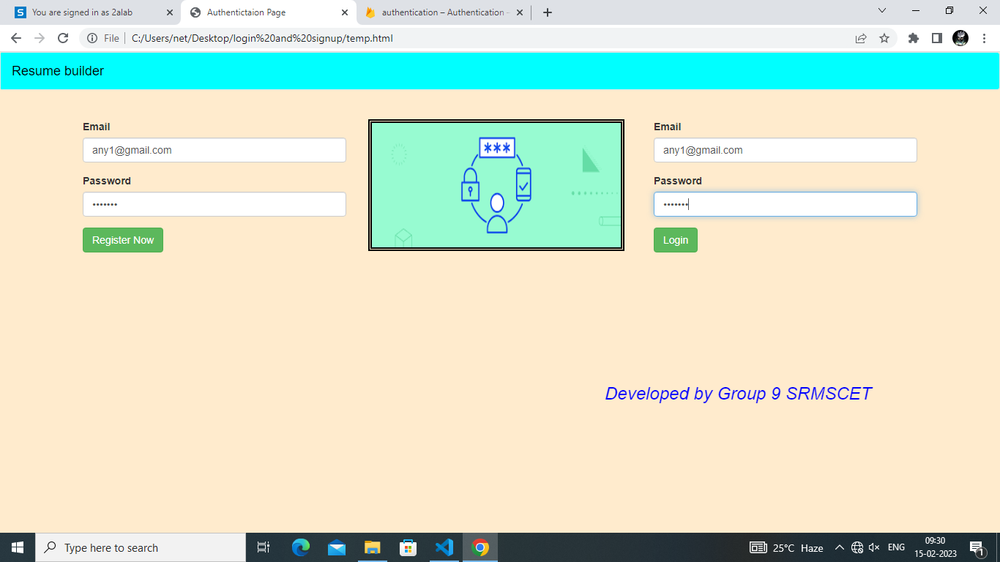 You are signed in as 2alab
Authentictaion Page
authentication – Authentication -
File
C:/Users/net/Desktop/login%20and%20signup/temp.html
Resume builder
Email
any1@gmail.com
Password
•••••••
Register Now
***
Email
any1@gmail.com
Password
•••••••
Login
Developed by Group 9 SRMSCET
Type here to search
25°C Haze
ENG
09:30
15-02-2023
1